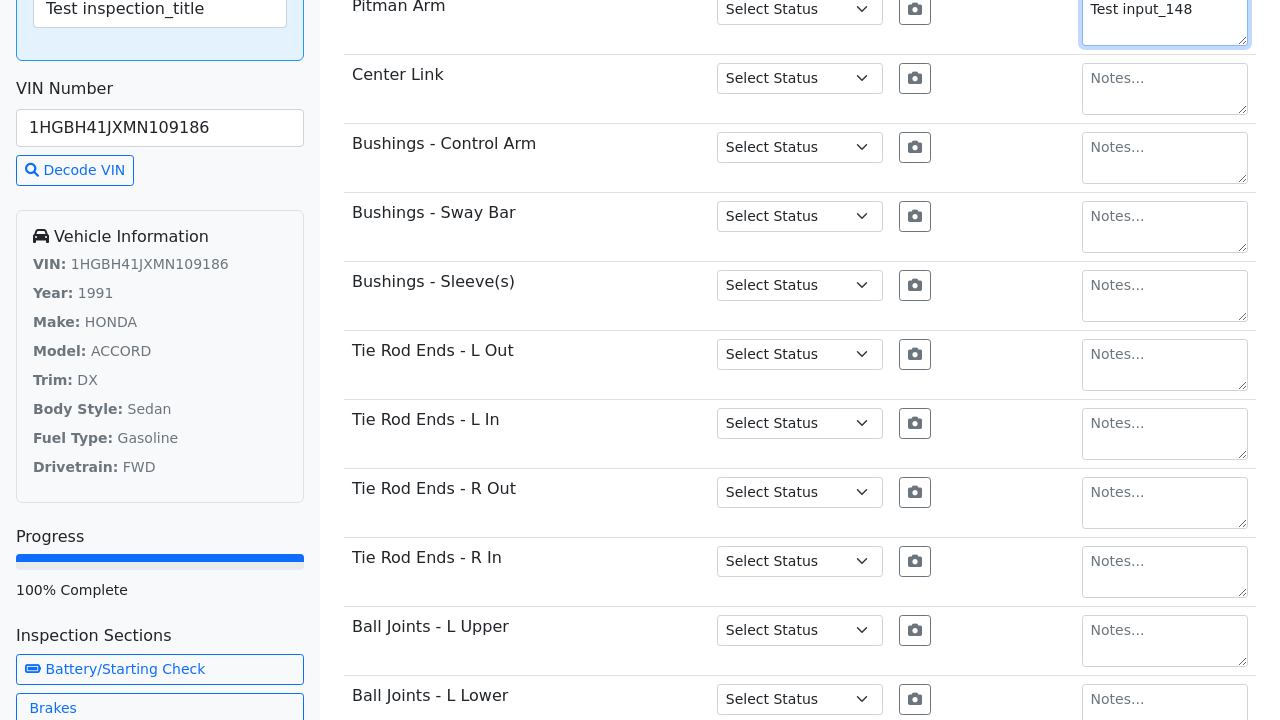 Test inspection_title
VIN Number
1HGBH41JXMN109186
Decode VIN
Vehicle Information
VIN: 1HGBH41JXMN109186
Year: 1991
Make: HONDA
Model: ACCORD
Trim: DX
Body Style: Sedan
Fuel Type: Gasoline
Drivetrain: FWD
Progress
100% Complete
Inspection Sections
Battery/Starting Check
Brakes
Pitman Arm Select Status Test input_148
Center Link Select Status Notes...
Bushings - Control Arm Select Status Notes...
Bushings - Sway Bar Select Status Notes...
Bushings - Sleeve(s) Select Status Notes...
Tie Rod Ends - L Out Select Status Notes...
Tie Rod Ends - L In Select Status Notes...
Tie Rod Ends - R Out Select Status Notes...
Tie Rod Ends - R In Select Status Notes...
Ball Joints - L Upper Select Status Notes...
Ball Joints - L Lower Select Status Notes...